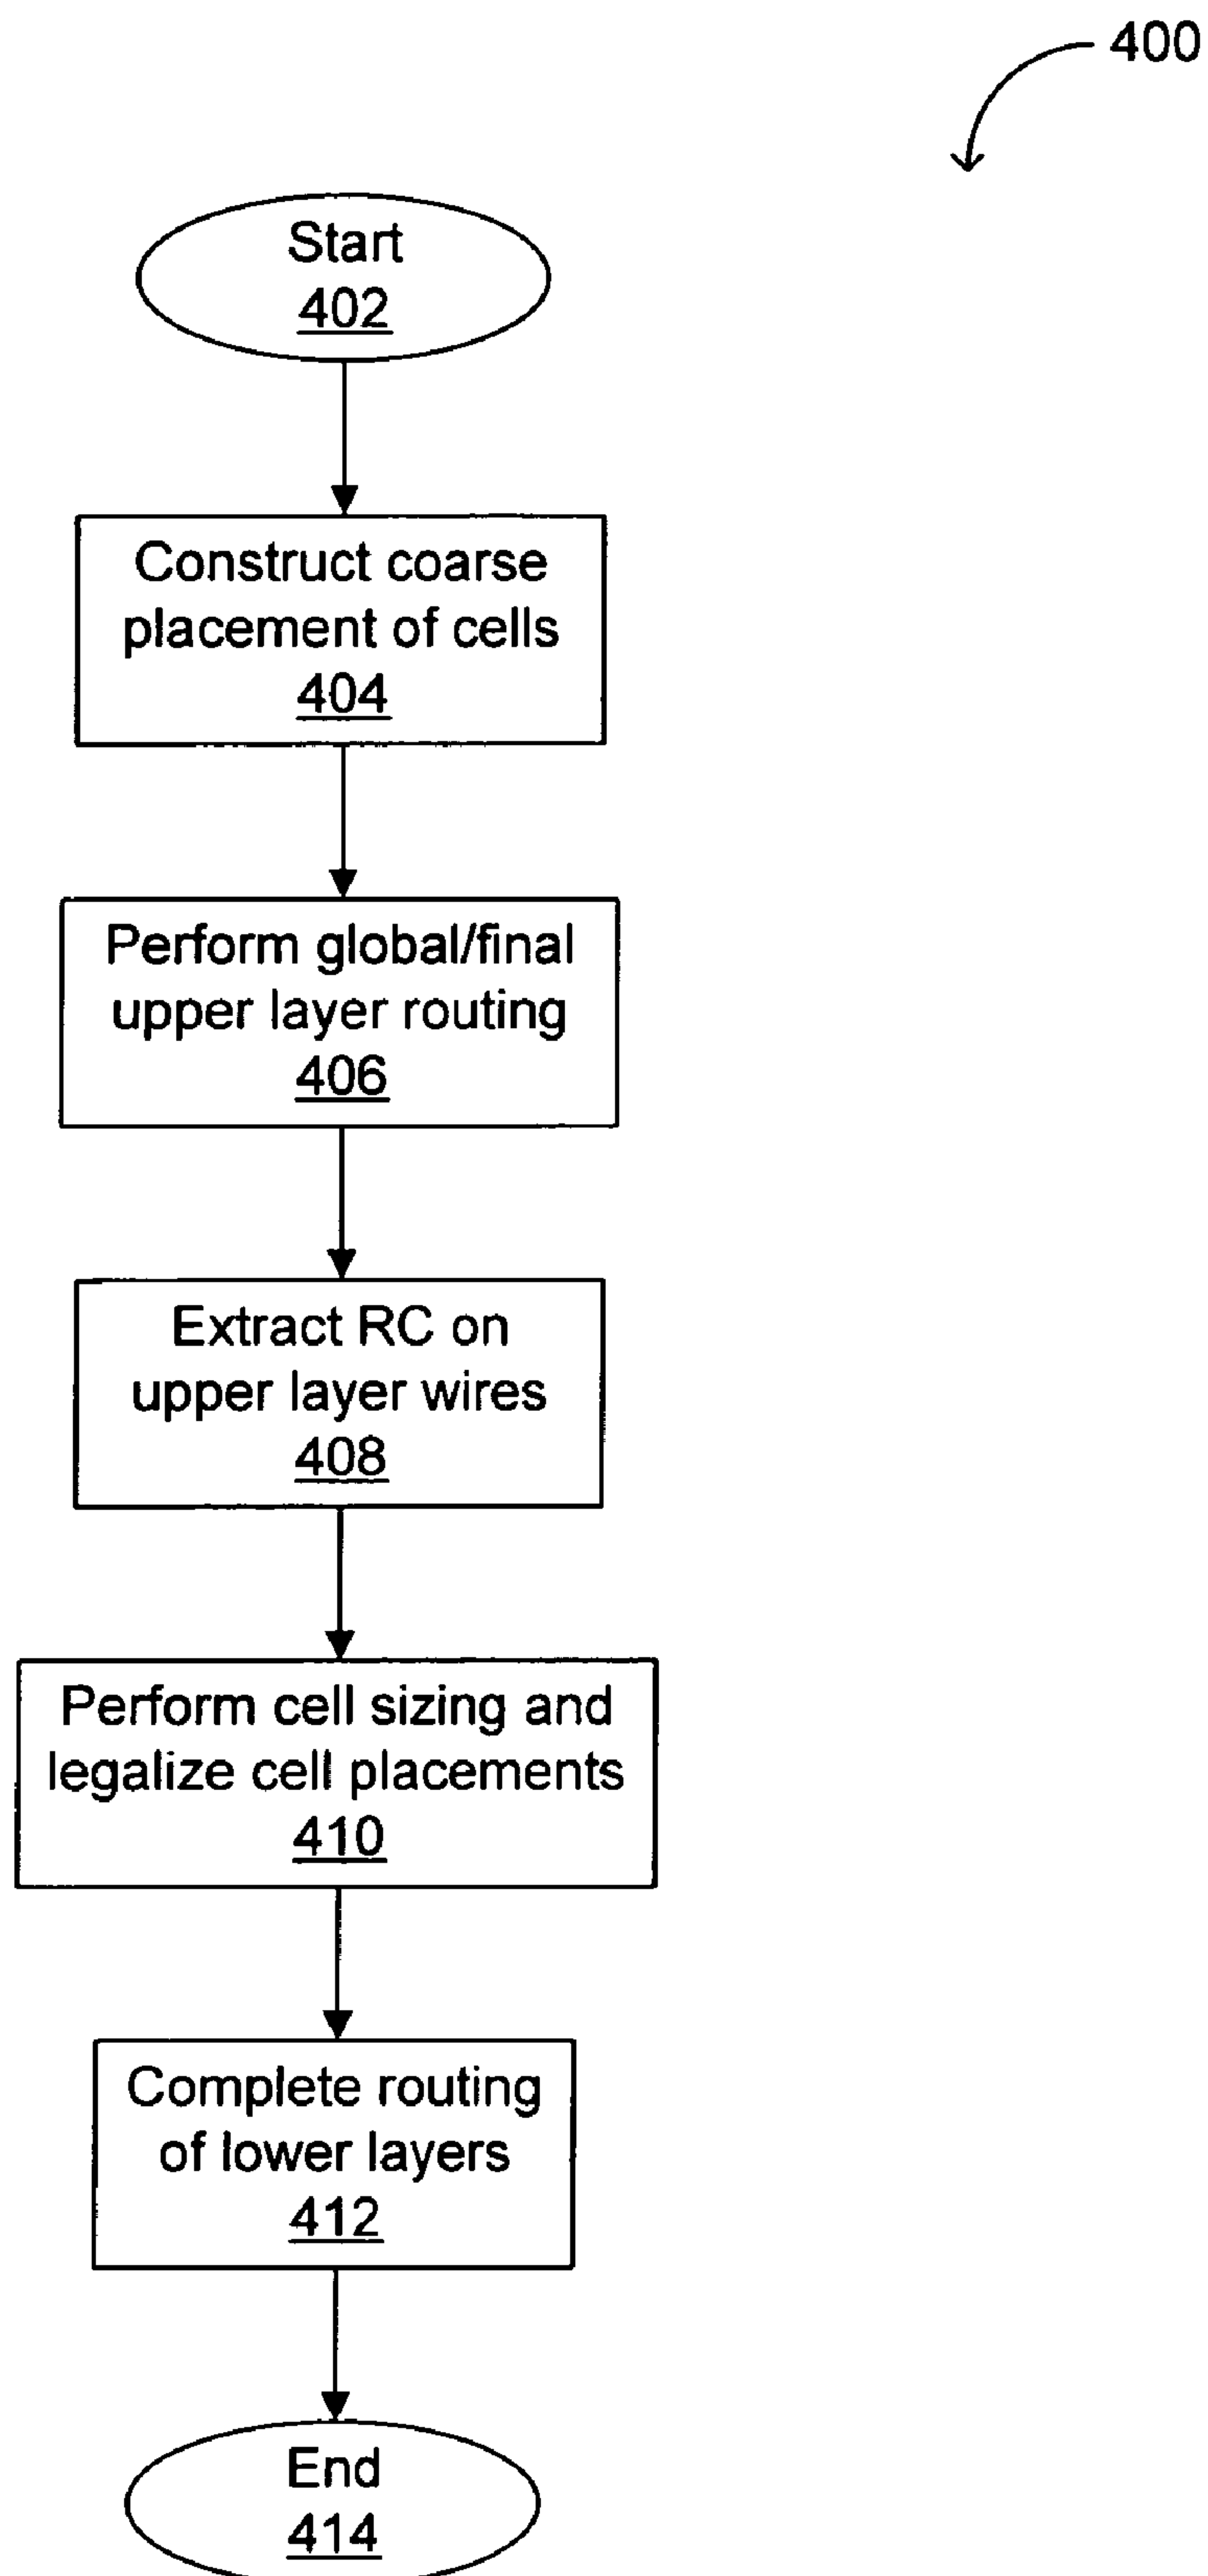 400
Start
402
Construct coarse
placement of cells
404
Perform global/final
upper layer routing
406
Extract RC on
upper layer wires
408
Perform cell sizing and
legalize cell placements
410
Complete routing
of lower layers
412
End
414